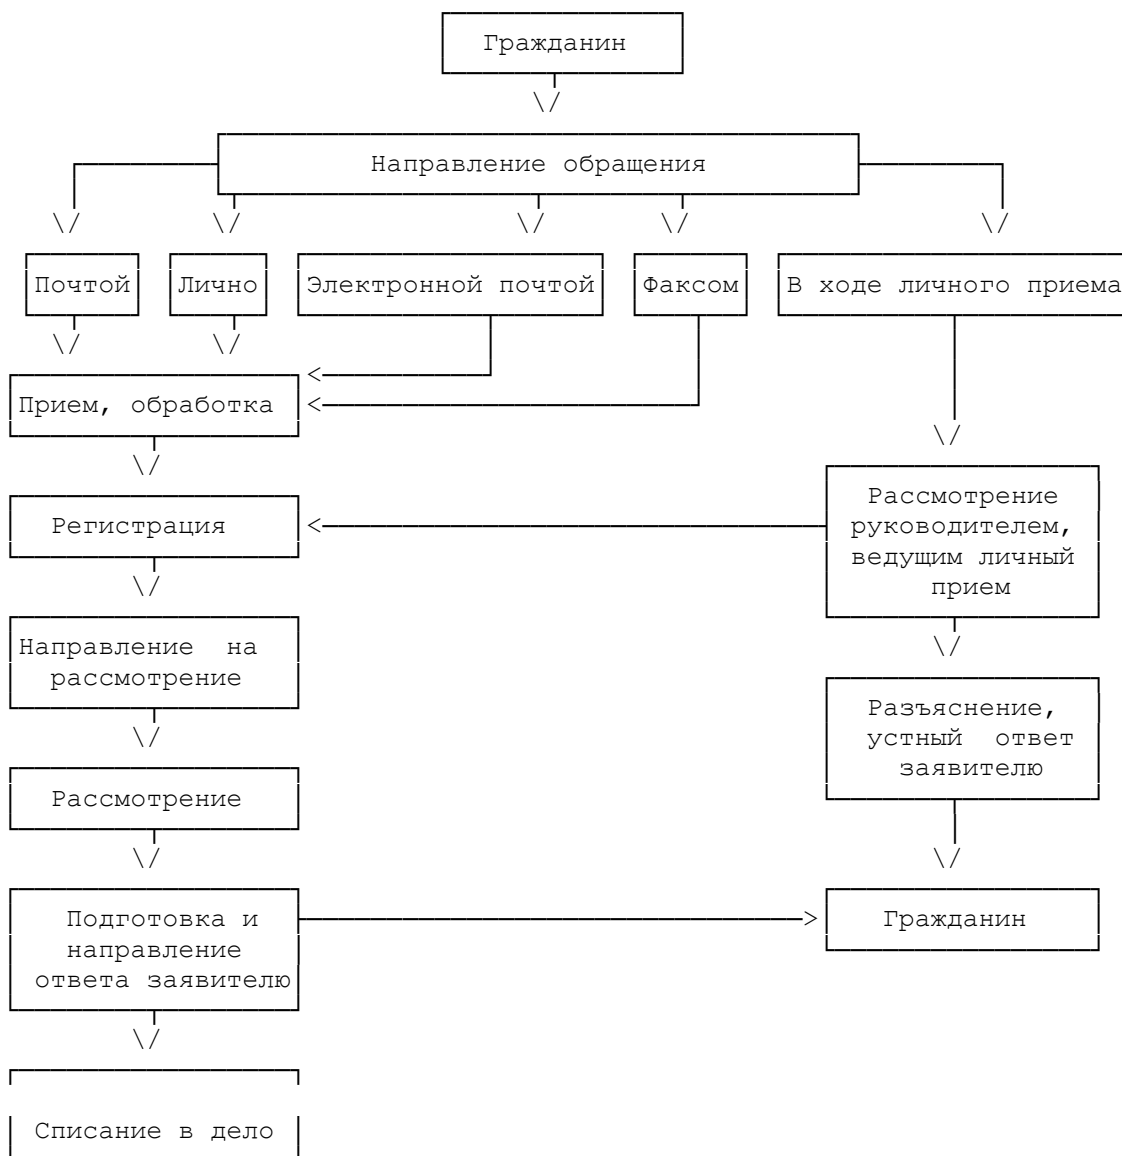 Гражданин
Направление обращения
Почтой
Лично
Электронной почтой
Факсом
В ходе личного приема
Прием, обработка
Регистрация
Рассмотрение
руководителем,
ведущим личный
прием
Направление на
рассмотрение
Разъяснение,
устный ответ
заявителю
Рассмотрение
Подготовка и
направление
ответа заявителю
Гражданин
Списание в дело